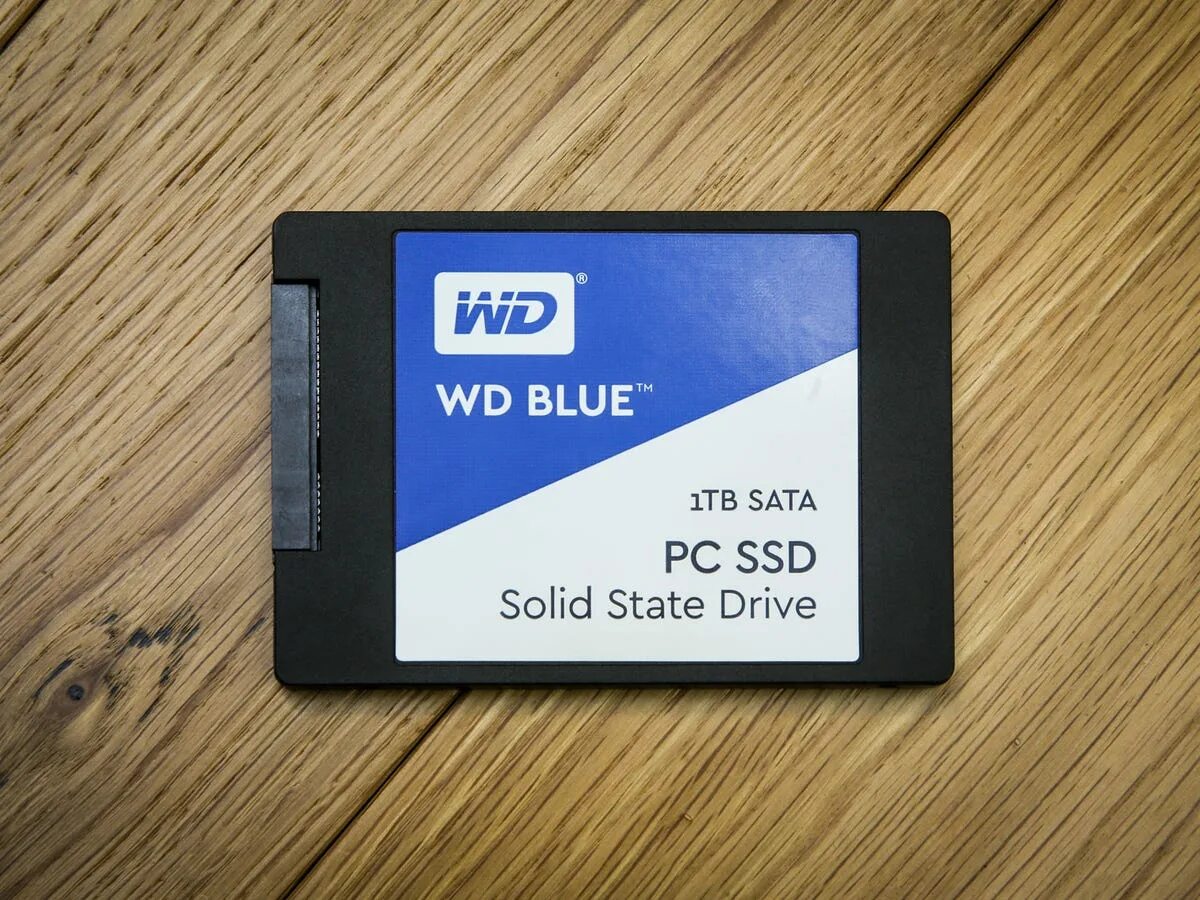 WD®
WD BLUE™
1TB SATA
PC SSD
Solid State Drive